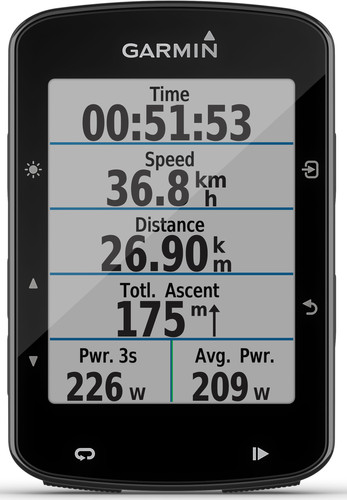 GARMIN
Time
00:51:53
Speed
36.8 km/h
Distance
26.90 km
Totl. Ascent
175 m↑
Pwr. 3s Avg. Pwr.
226 w 209 w